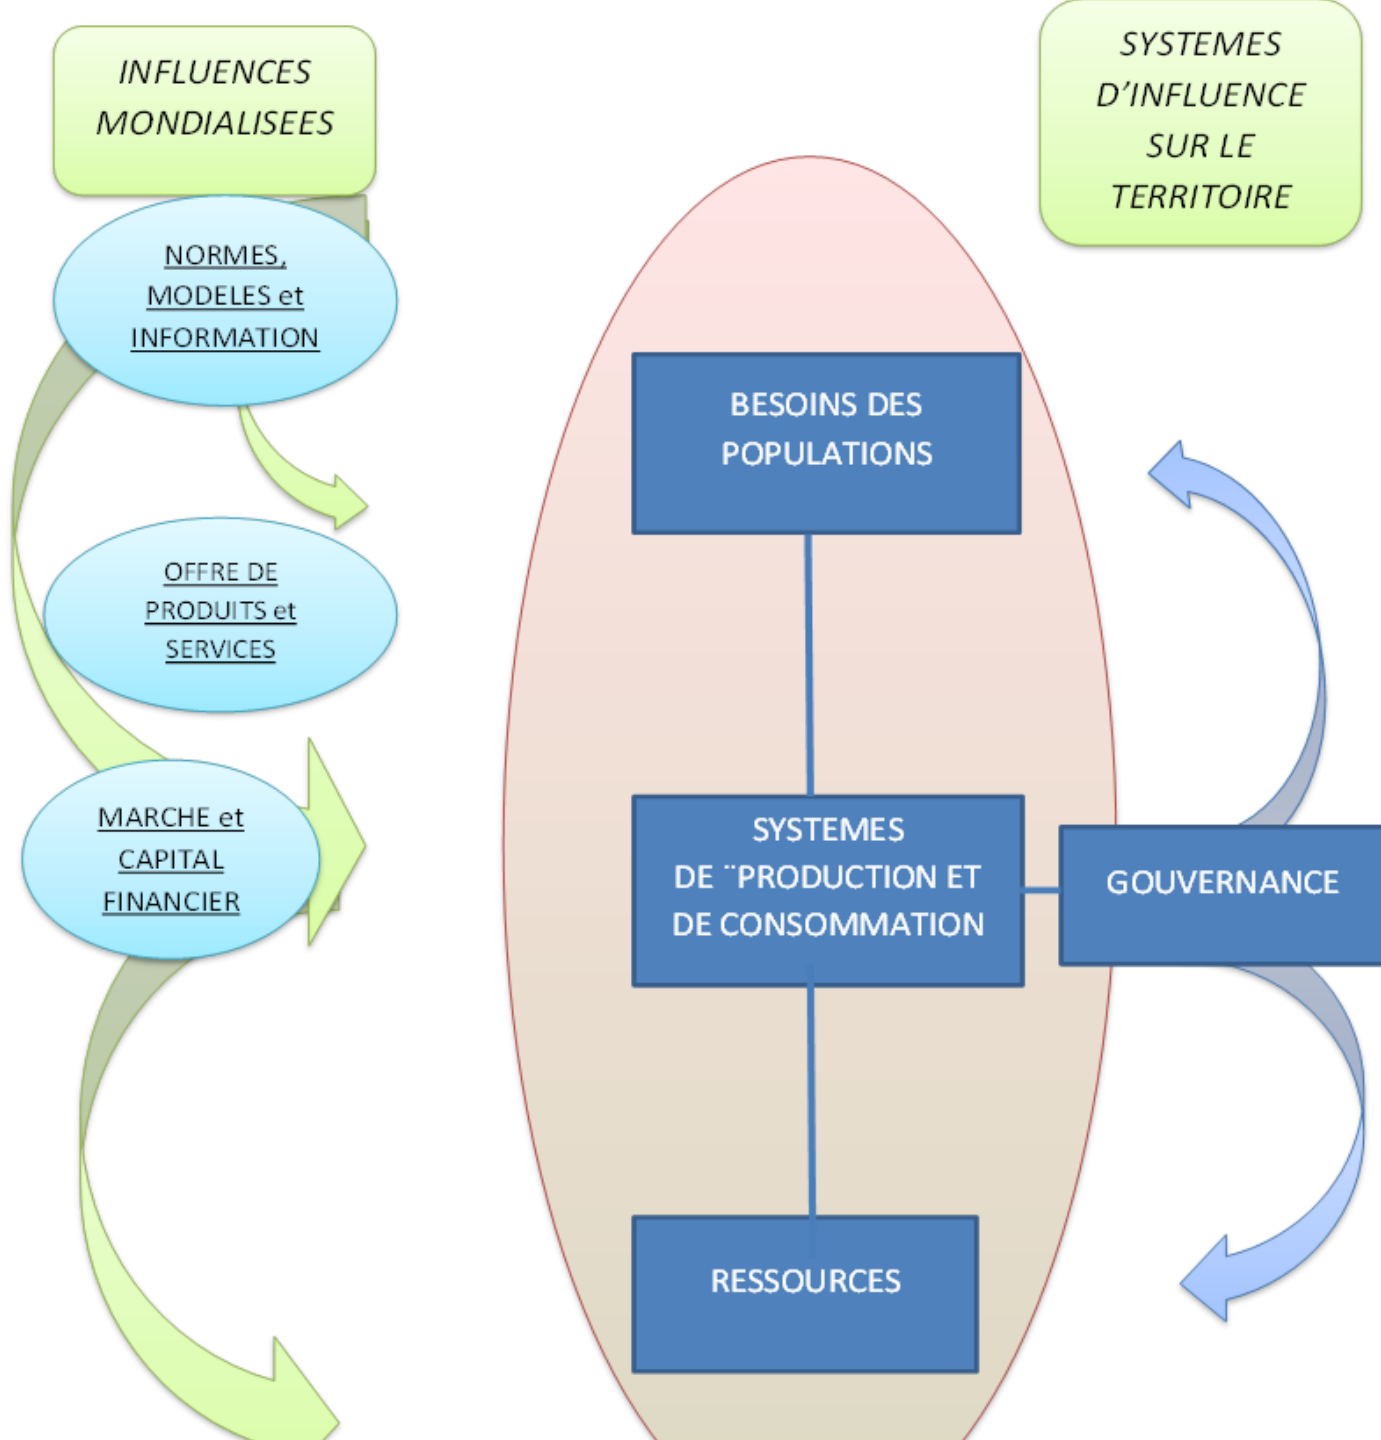 INFLUENCES
MONDIALISEES
SYSTEMES
D’INFLUENCE
SUR LE
TERRITOIRE
NORMES,
MODELES et
INFORMATION
OFFRE DE
PRODUITS et
SERVICES
MARCHE et
CAPITAL
FINANCIER
BESOINS DES
POPULATIONS
SYSTEMES
DE ¨PRODUCTION ET
DE CONSOMMATION
GOUVERNANCE
RESSOURCES